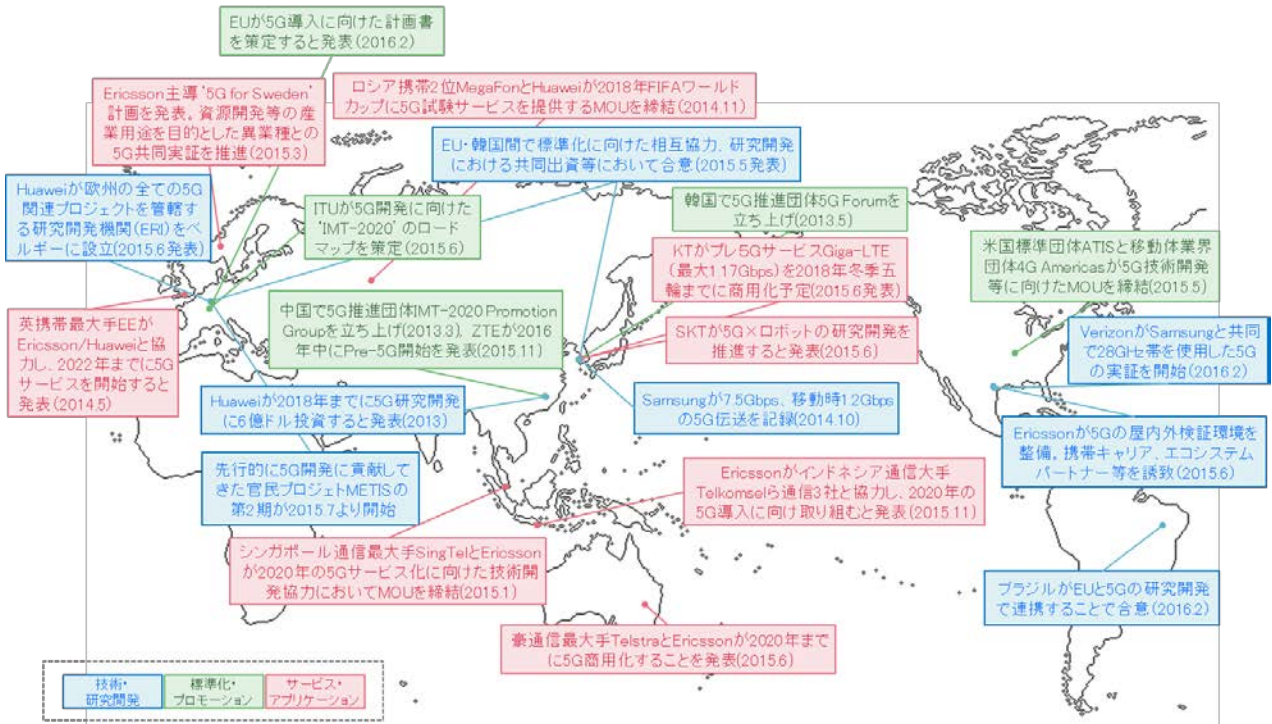 EUが5G導入に向けた計画書
を策定すると発表(2016.2)
Ericsson主導‘5G for Sweden’
計画を発表。資源開発等の産
業用途を目的とした異業種との
5G共同実証を推進(2015.3)
ロシア携帯2位MegaFonとHuaweiが2018年FIFAワールド
カップに5G試験サービスを提供するMOUを締結(2014.11)
EU・韓国間で標準化に向けた相互協力、研究開発
における共同出資等において合意(2015.5発表)
Huaweiが欧州の全ての5G
関連プロジェクトを管轄す
る研究開発機関(ERI)をベ
ルギーに設立(2015.6発表)
ITUが5G開発に向けた
‘IMT-2020’のロード
マップを策定(2015.6)
韓国で5G推進団体5G Forumを
立ち上げ(2013.5)
KTがプレ5GサービスGiga-LTE
(最大1.17Gbps)を2018年冬季五
輪までに商用化予定(2015.6発表)
米国標準団体ATISと移動体業界
団体4G Americasが5G技術開発
等に向けたMOUを締結(2015.5)
英携帯最大手EEが
Ericsson/Huaweiと協
力し、2022年までに5G
サービスを開始すると
発表(2014.5)
中国で5G推進団体IMT-2020 Promotion
Groupを立ち上げ(2013.3)、ZTEが2016
年中にPre-5G開始を発表(2015.11)
SKTが5G×ロボットの研究開発を
推進すると発表(2015.6)
VerizonがSamsungと共同
で28GHz帯を使用した5G
の実証を開始(2016.2)
Huaweiが2018年までに5G研究開発
に6億ドル投資すると発表(2013)
Samsungが7.5Gbps、移動時1.2Gbps
の5G伝送を記録(2014.10)
Ericssonが5Gの屋内外検証環境を
整備。携帯キャリア、エコシステム
パートナー等を誘致(2015.6)
先行的に5G開発に貢献して
きた官民プロジェクトMETISの
第2期が2015.7より開始
Ericssonがインドネシア通信大手
Telkomselら通信3社と協力し、2020年の
5G導入に向け取り組むと発表(2015.11)
シンガポール通信最大手SingTelとEricsson
が2020年の5Gサービス化に向けた技術開
発協力においてMOUを締結(2015.1)
ブラジルがEUと5Gの研究開発
で連携することで合意(2016.2)
豪通信最大手TelstraとEricssonが2020年まで
に5G商用化することを発表(2015.6)
技術・
研究開発
標準化・
プロモーション
サービス・
アプリケーション